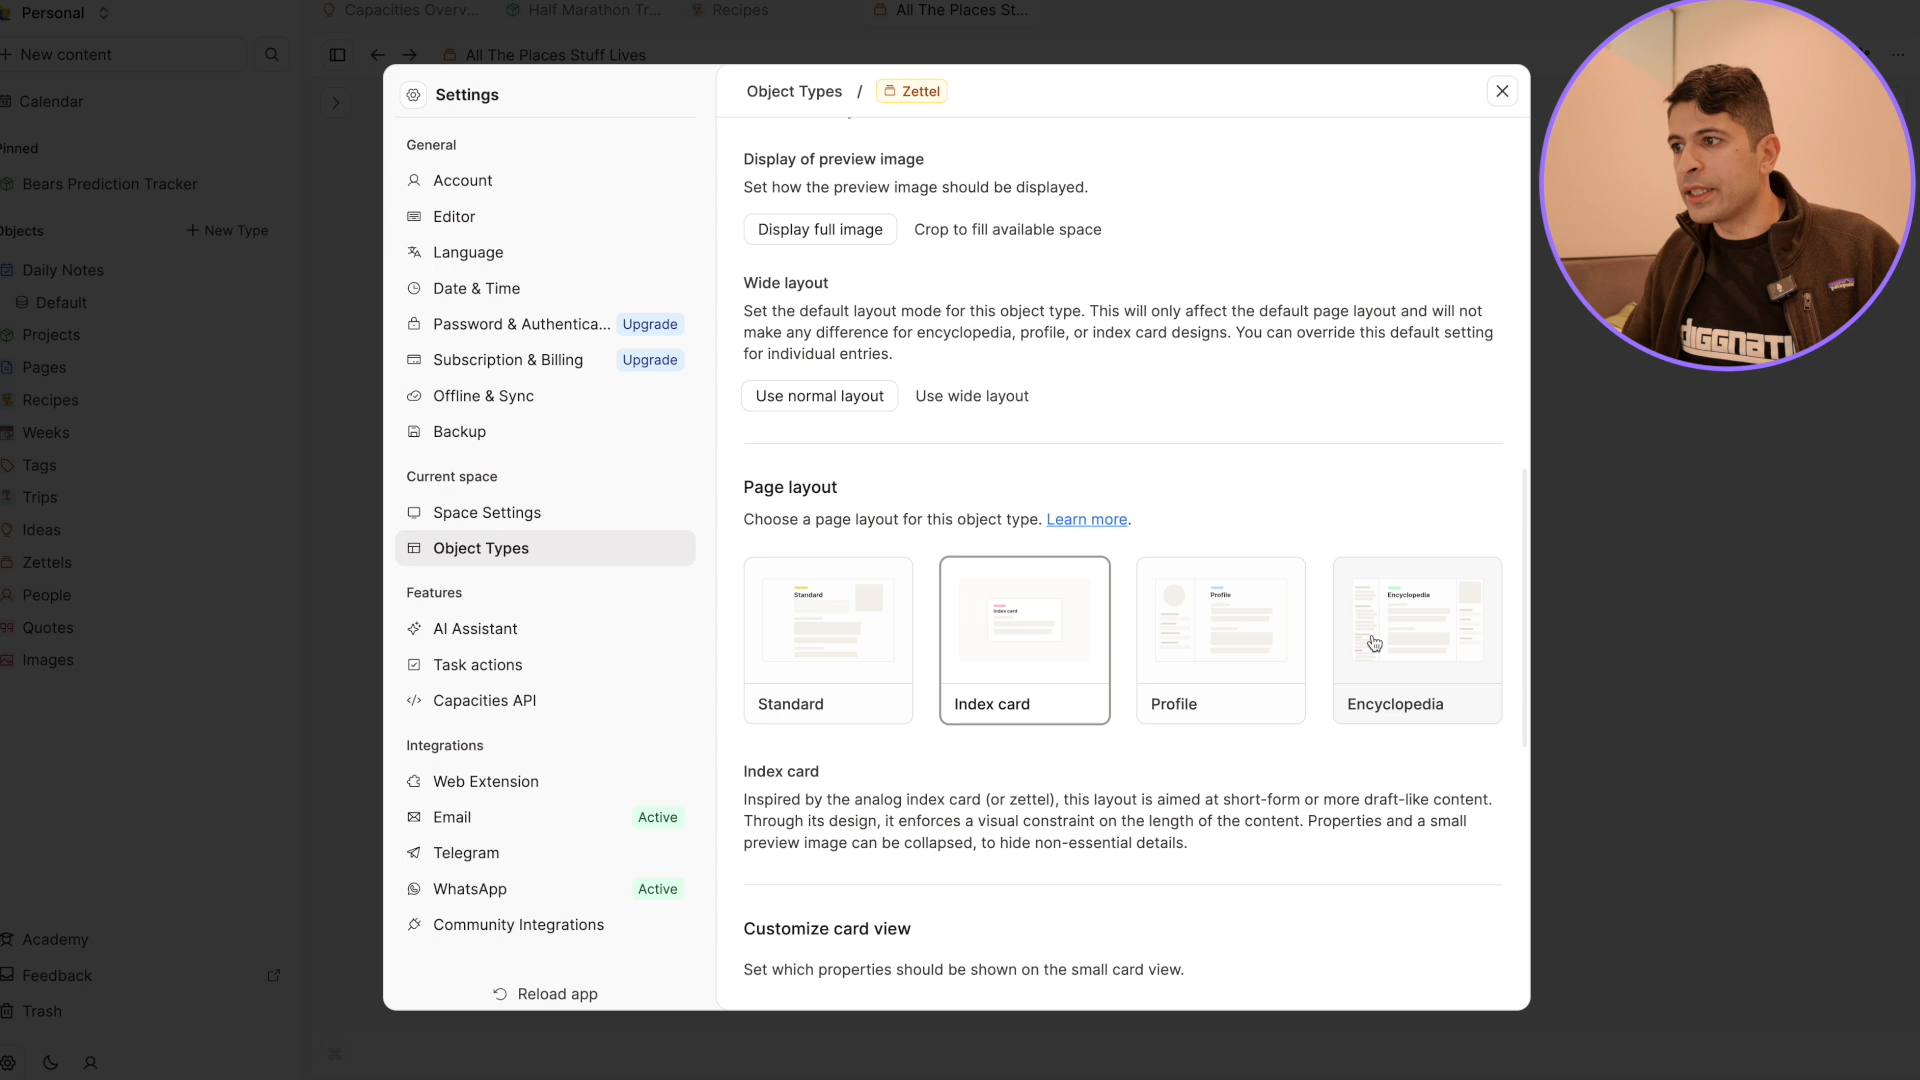 Personal
Capacities Overv...
Half Marathon Tr...
Recipes
All The Places St...
New content
All The Places Stuff Lives
Calendar
Pinned
Bears Prediction Tracker
Objects
New Type
Daily Notes
Default
Projects
Pages
Recipes
Weeks
Tags
Trips
Ideas
Zettels
People
Quotes
Images
Academy
Feedback
Trash
Settings
General
Account
Editor
Language
Date & Time
Password & Authentica... Upgrade
Subscription & Billing Upgrade
Offline & Sync
Backup
Current space
Space Settings
Object Types
Features
AI Assistant
Task actions
Capacities API
Integrations
Web Extension
Email Active
Telegram
WhatsApp Active
Community Integrations
Reload app
Object Types / Zettel
Display of preview image
Set how the preview image should be displayed.
Display full image Crop to fill available space
Wide layout
Set the default layout mode for this object type. This will only affect the default page layout and will not
make any difference for encyclopedia, profile, or index card designs. You can override this default setting
for individual entries.
Use normal layout Use wide layout
Page layout
Choose a page layout for this object type. Learn more.
Standard
Index card
Profile
Encyclopedia
Standard
Index card
Profile
Encyclopedia
Index card
Inspired by the analog index card (or zettel), this layout is aimed at short-form or more draft-like content.
Through its design, it enforces a visual constraint on the length of the content. Properties and a small
preview image can be collapsed, to hide non-essential details.
Customize card view
Set which properties should be shown on the small card view.